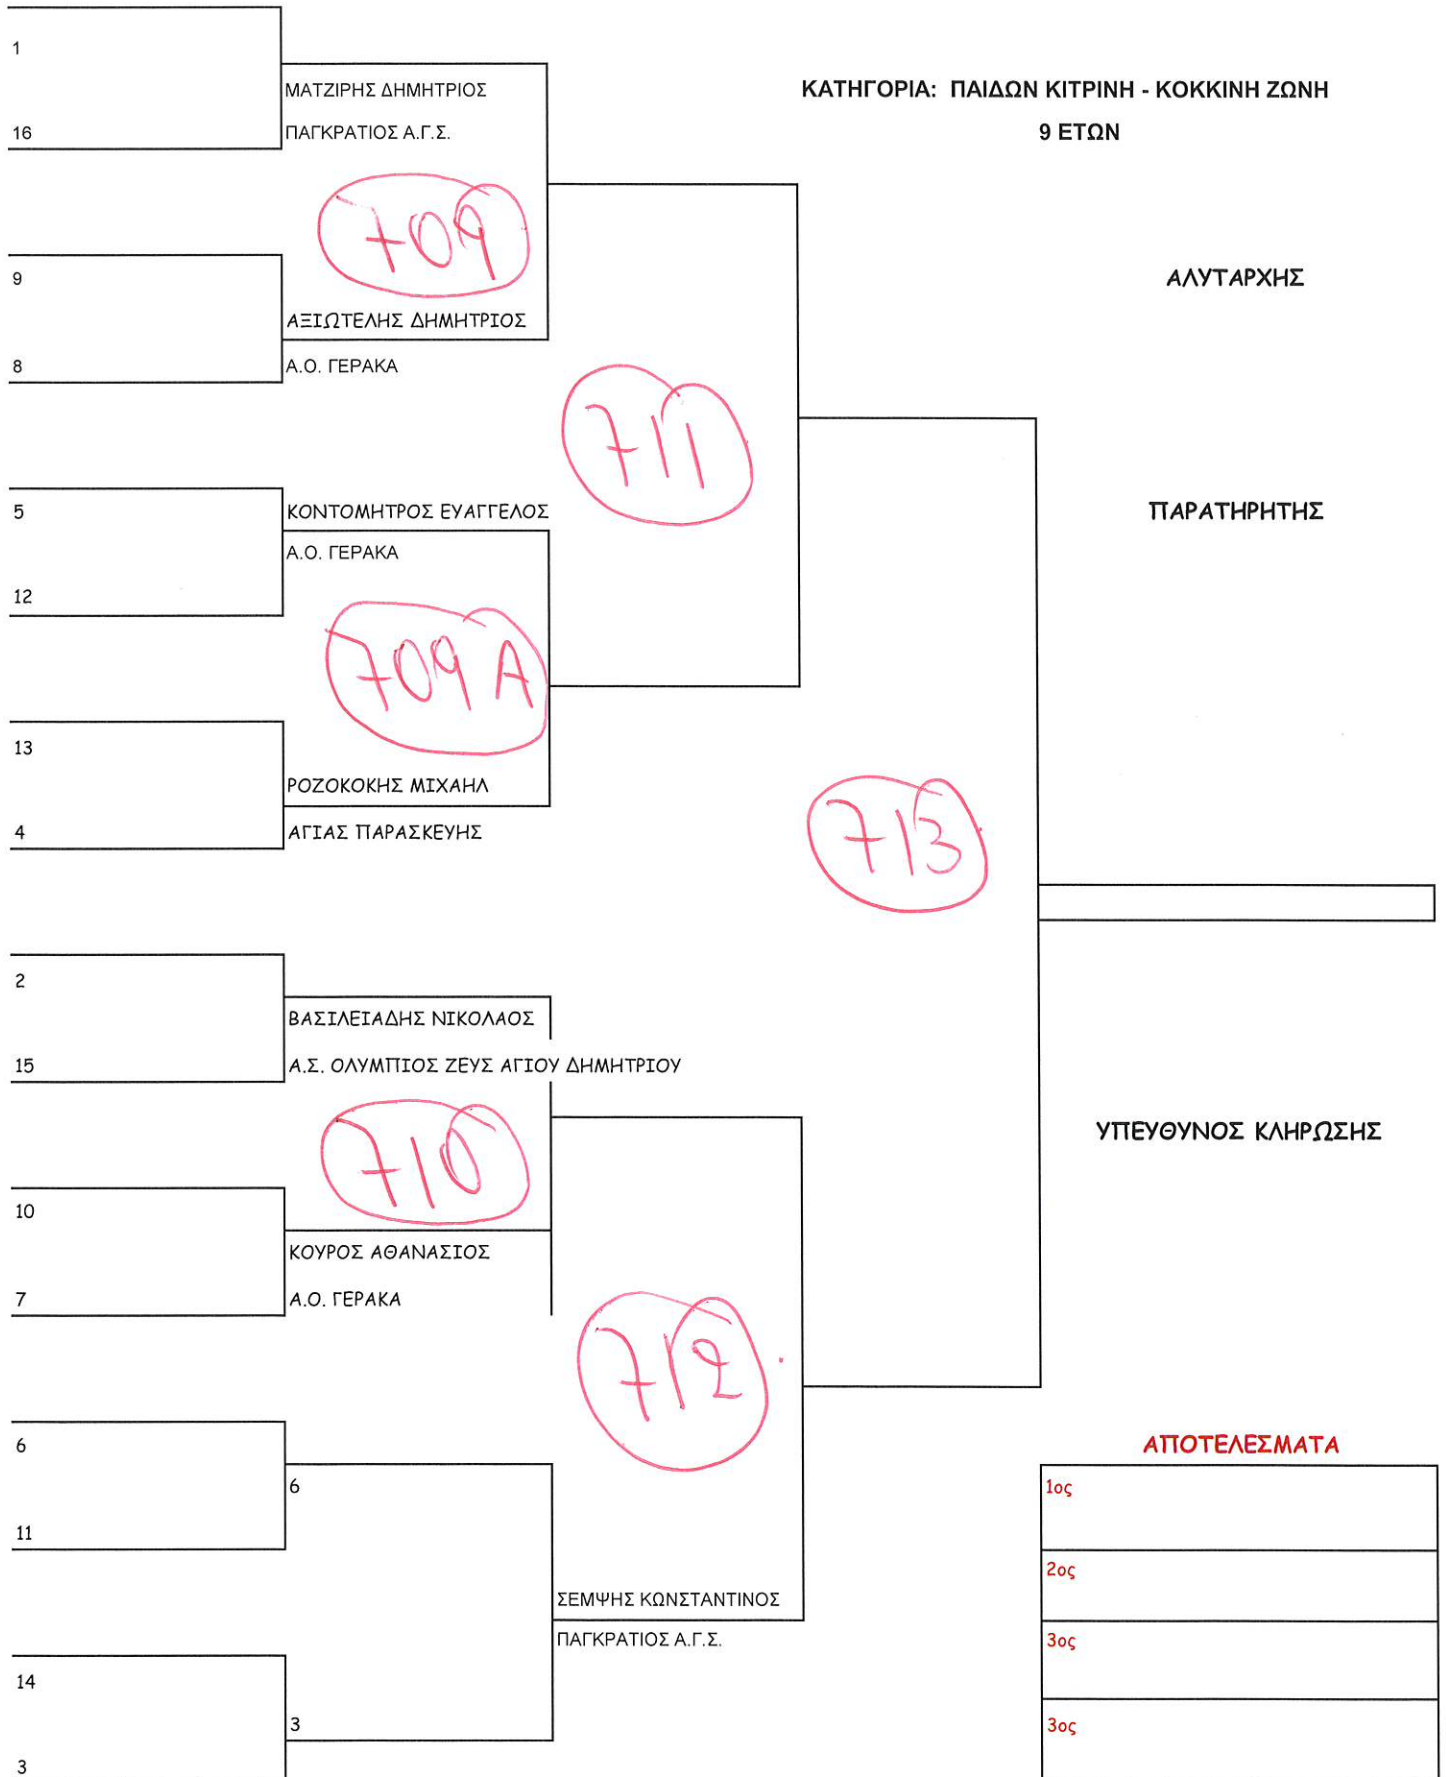 1
ΜΑΤΖΙΡΗΣ ΔΗΜΗΤΡΙΟΣ
16
ΠΑΓΚΡΑΤΙΟΣ Α.Γ.Σ.
709
9
ΑΞΙΩΤΕΛΗΣ ΔΗΜΗΤΡΙΟΣ
8
Α.Ο. ΓΕΡΑΚΑ
711
5
ΚΟΝΤΟΜΗΤΡΟΣ ΕΥΑΓΓΕΛΟΣ
Α.Ο. ΓΕΡΑΚΑ
12
709 Α
13
ΡΟΖΟΚΟΚΗΣ ΜΙΧΑΗΛ
4
ΑΓΙΑΣ ΠΑΡΑΣΚΕΥΗΣ
713
2
ΒΑΣΙΛΕΙΑΔΗΣ ΝΙΚΟΛΑΟΣ
15
Α.Σ. ΟΛΥΜΠΙΟΣ ΖΕΥΣ ΑΓΙΟΥ ΔΗΜΗΤΡΙΟΥ
710
10
ΚΟΥΡΟΣ ΑΘΑΝΑΣΙΟΣ
7
Α.Ο. ΓΕΡΑΚΑ
712
6
6
11
ΣΕΜΨΗΣ ΚΩΝΣΤΑΝΤΙΝΟΣ
ΠΑΓΚΡΑΤΙΟΣ Α.Γ.Σ.
14
3
3
ΚΑΤΗΓΟΡΙΑ: ΠΑΙΔΩΝ ΚΙΤΡΙΝΗ - ΚΟΚΚΙΝΗ ΖΩΝΗ
9 ΕΤΩΝ
ΑΛΥΤΑΡΧΗΣ
ΠΑΡΑΤΗΡΗΤΗΣ
ΥΠΕΥΘΥΝΟΣ ΚΛΗΡΩΣΗΣ
ΑΠΟΤΕΛΕΣΜΑΤΑ
1ος
2ος
3ος
3ος